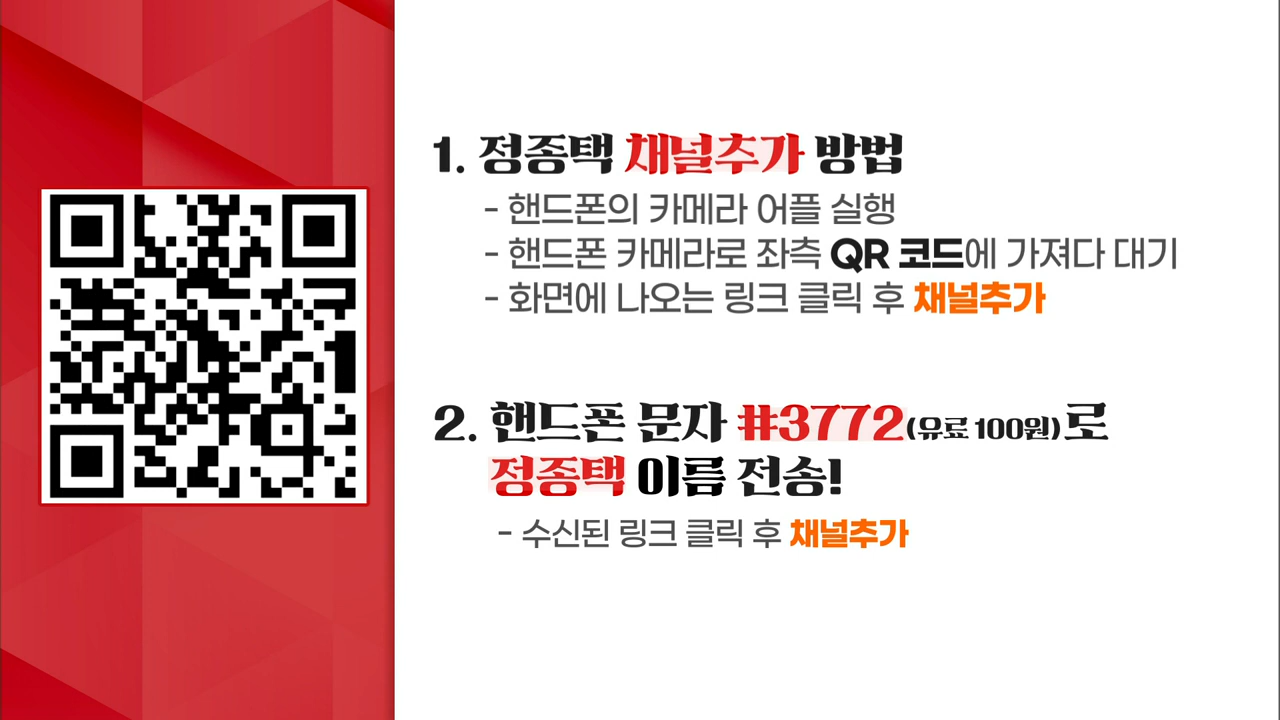 1. 정종택 채널추가 방법
- 핸드폰의 카메라 어플 실행
- 핸드폰 카메라로 좌측 QR 코드에 가져다 대기
- 화면에 나오는 링크 클릭 후 채널추가
2. 핸드폰 문자 #3772(유료 100원)로
정종택 이름 전송!
- 수신된 링크 클릭 후 채널추가